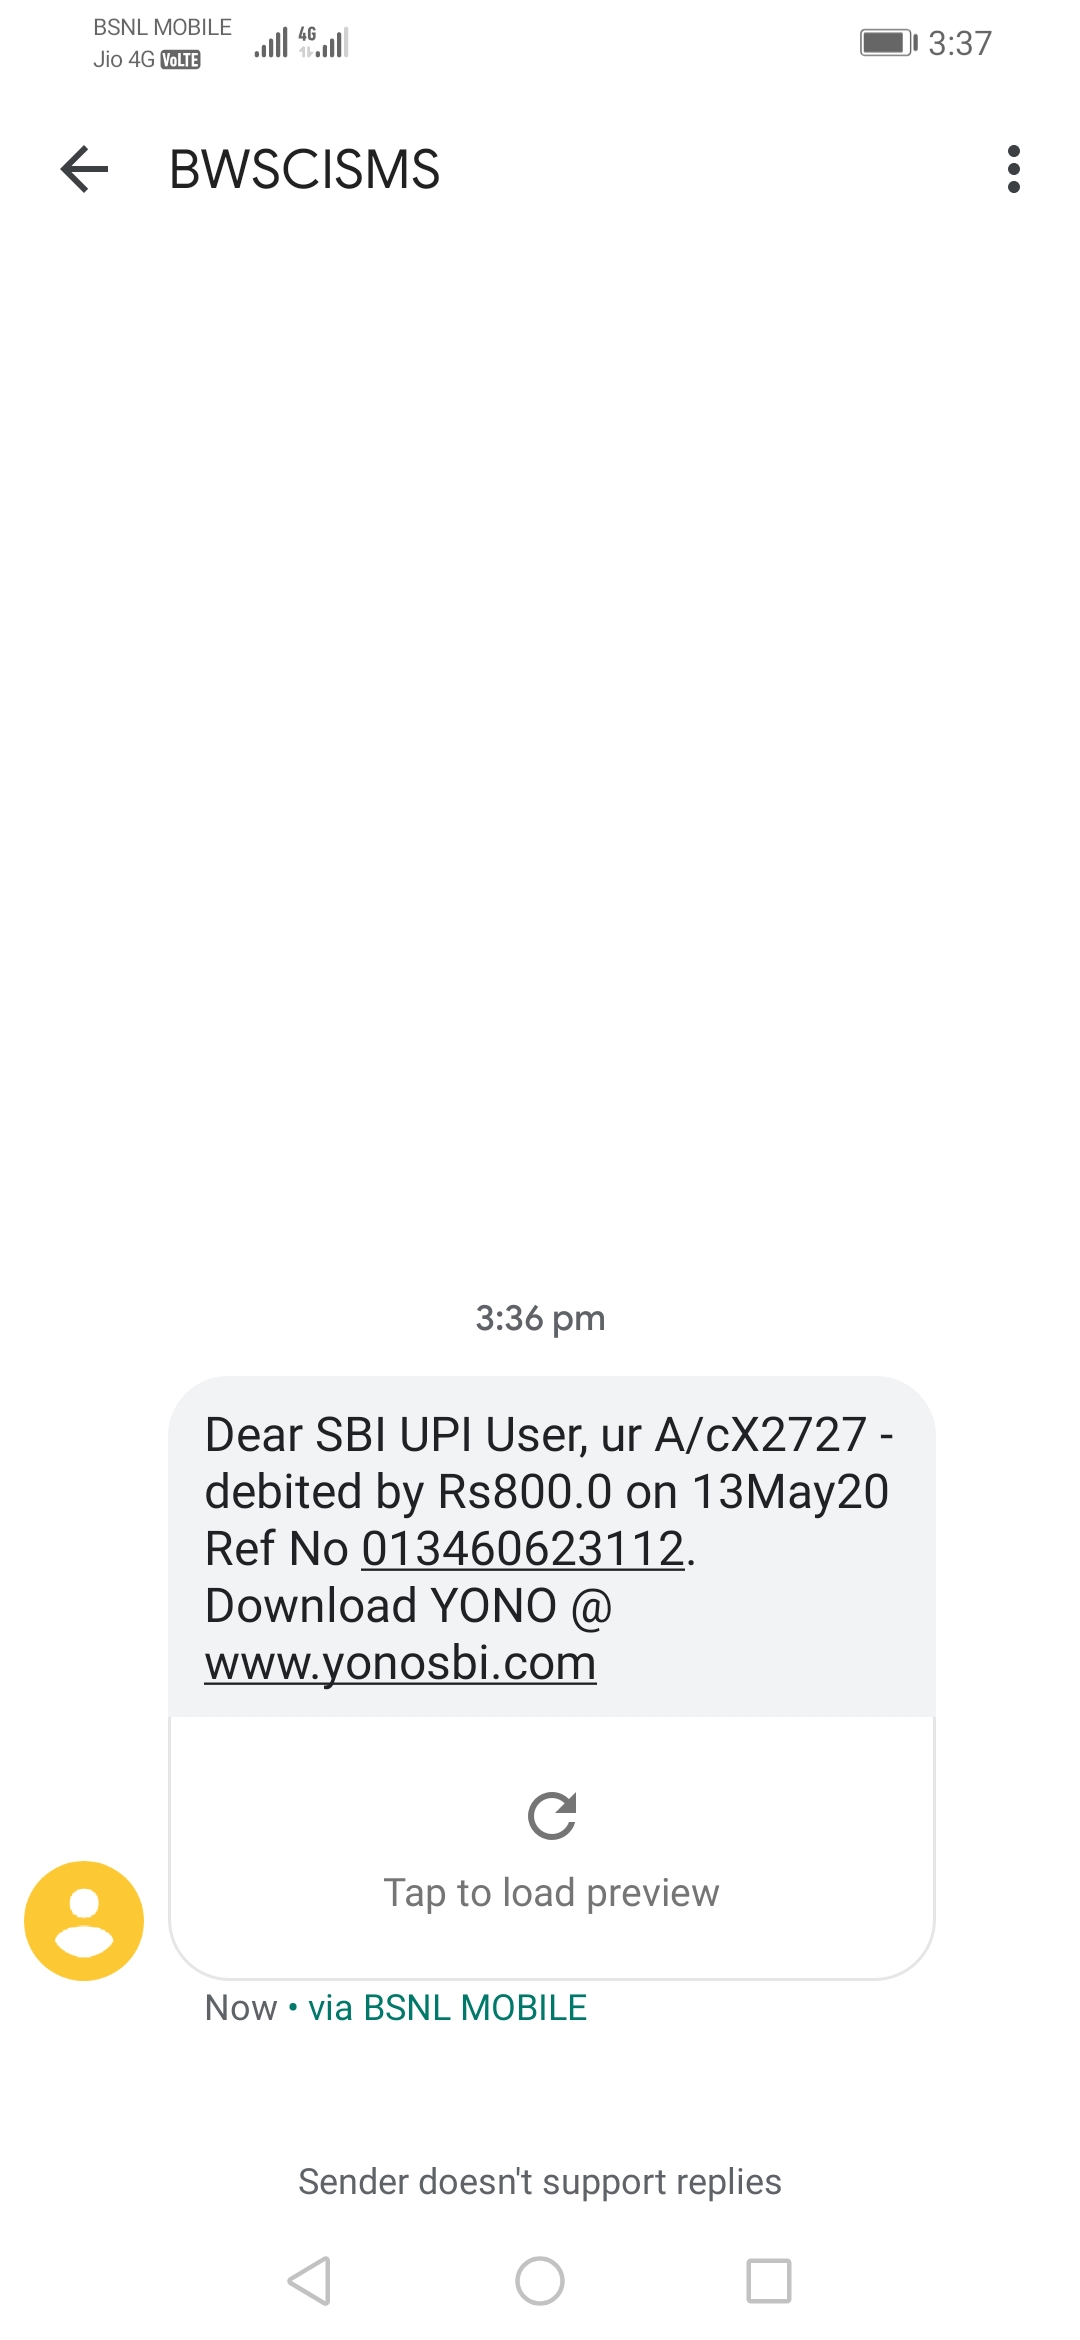 BSNL MOBILE
Jio 4G VoLTE
4G
3:37
BWSCISMS
3:36 pm
Dear SBI UPI User, ur A/cX2727 -
debited by Rs800.0 on 13May20
Ref No 013460623112.
Download YONO @
www.yonosbi.com
Tap to load preview
Now • via BSNL MOBILE
Sender doesn't support replies